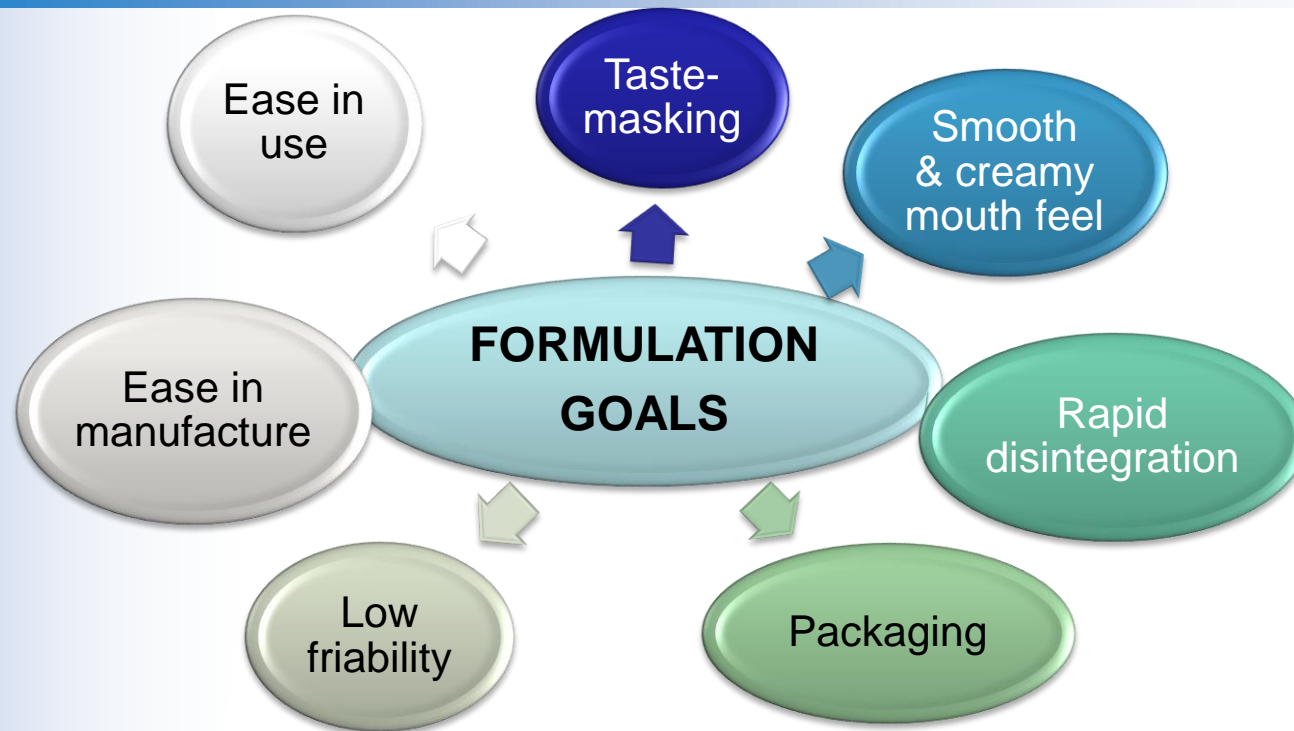 Taste-
masking
Ease in
use
Smooth
& creamy
mouth feel
FORMULATION
GOALS
Ease in
manufacture
Rapid
disintegration
Low
friability
Packaging